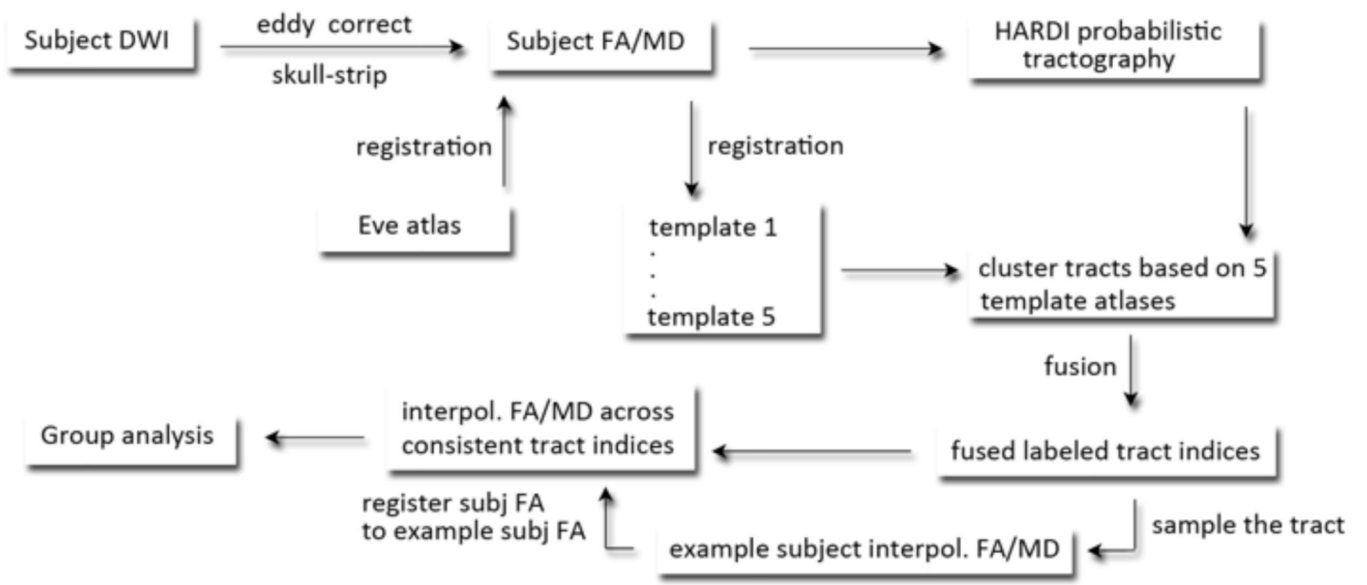 Subject DWI
eddy correct
skull-strip
Subject FA/MD
HARDI probabilistic
tractography
registration
registration
Eve atlas
template 1
.
.
.
template 5
cluster tracts based on 5
template atlases
fusion
Group analysis
interpol. FA/MD across
consistent tract indices
fused labeled tract indices
register subj FA
to example subj FA
example subject interpol. FA/MD
sample the tract